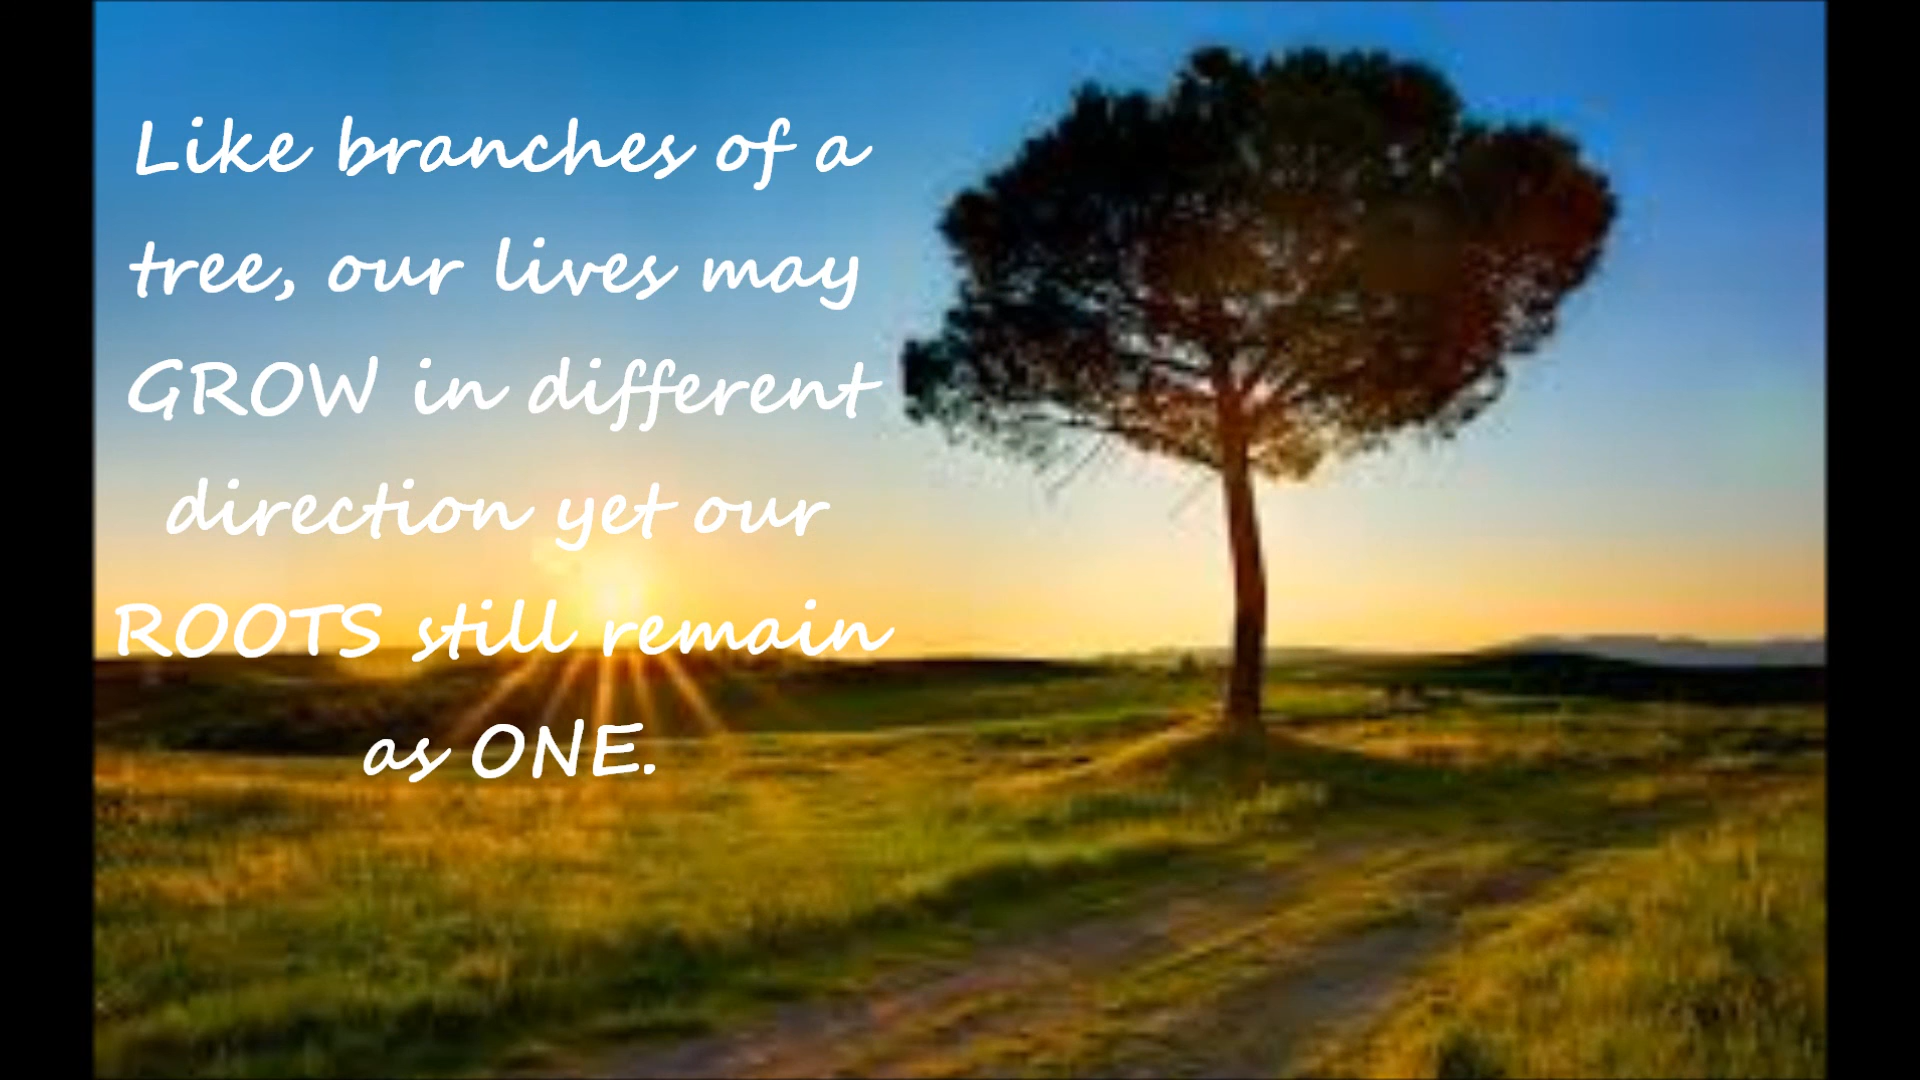 Like branches of a
tree, our lives may
GROW in different
direction yet our
ROOTS still remain
as ONE.